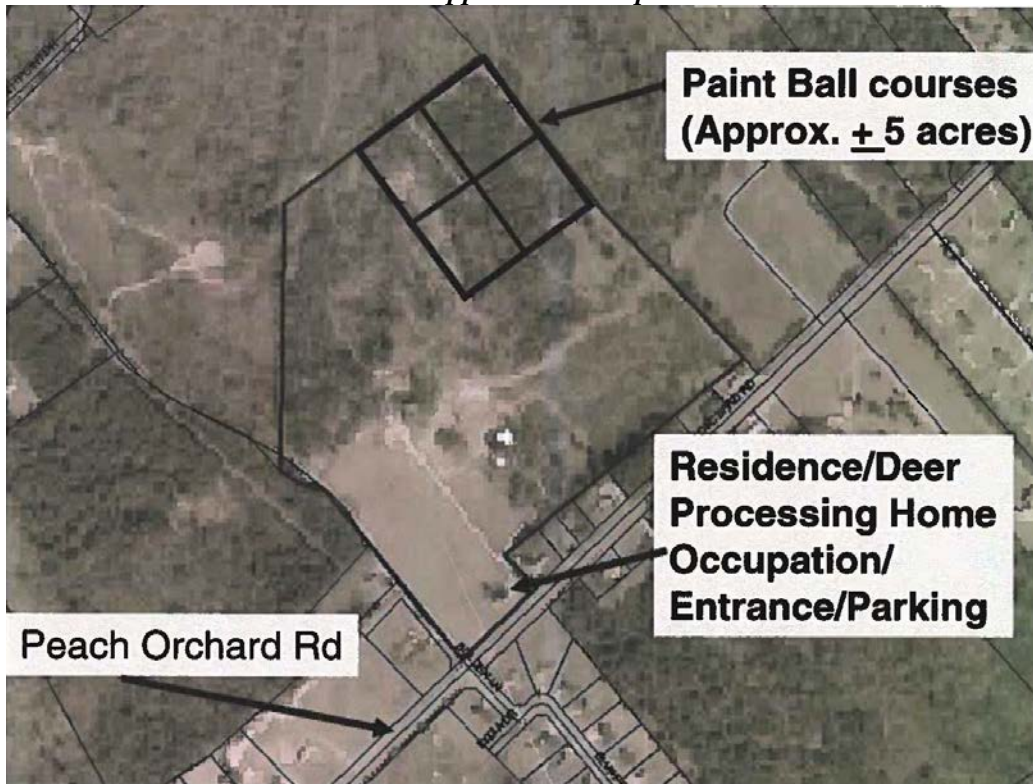 Paint Ball courses
(Approx. ± 5 acres)
Residence/Deer
Processing Home
Occupation/
Entrance/Parking
Peach Orchard Rd